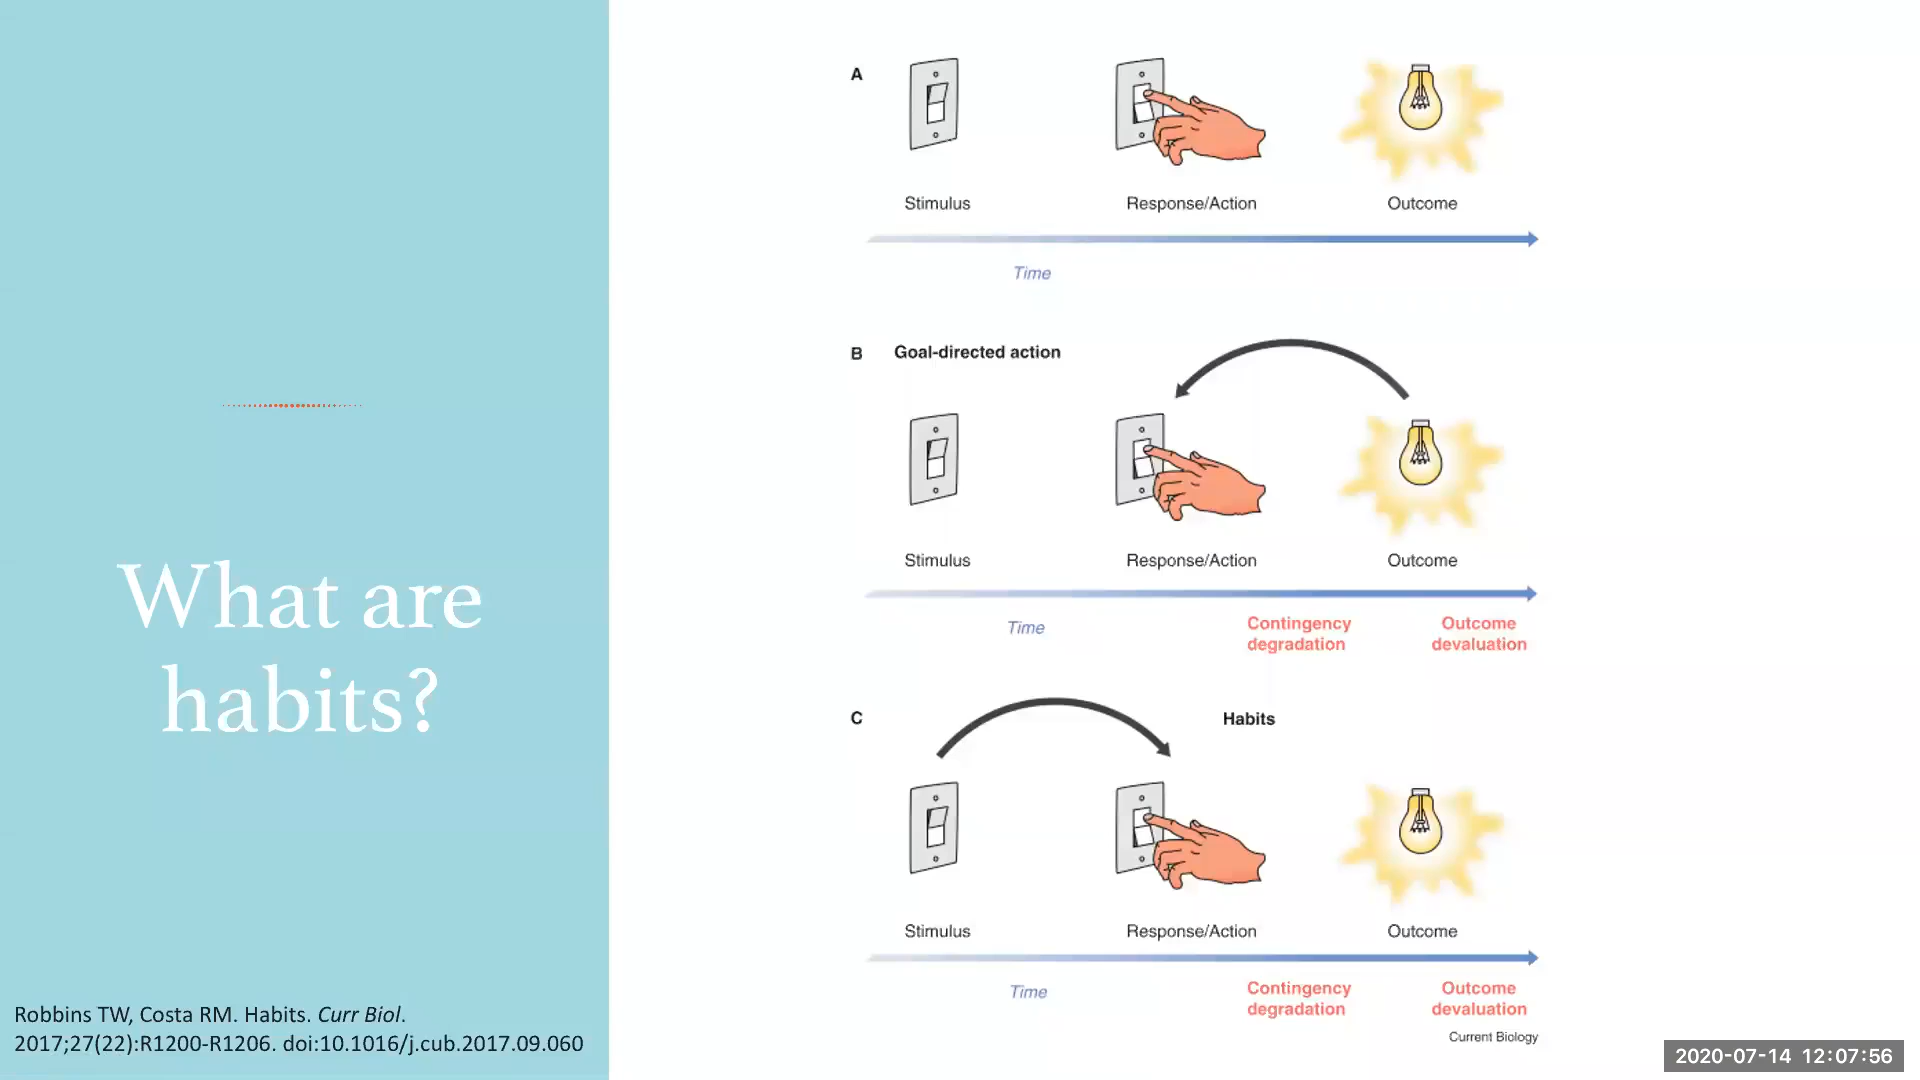 What are
habits?
Robbins TW, Costa RM. Habits. Curr Biol.
2017;27(22):R1200-R1206. doi:10.1016/j.cub.2017.09.060
A
Stimulus Response/Action Outcome
Time
B Goal-directed action
Stimulus Response/Action Outcome
Time
Contingency
degradation
Outcome
devaluation
C Habits
Stimulus Response/Action Outcome
Time
Contingency
degradation
Outcome
devaluation
Current Biology
2020-07-14 12:07:56